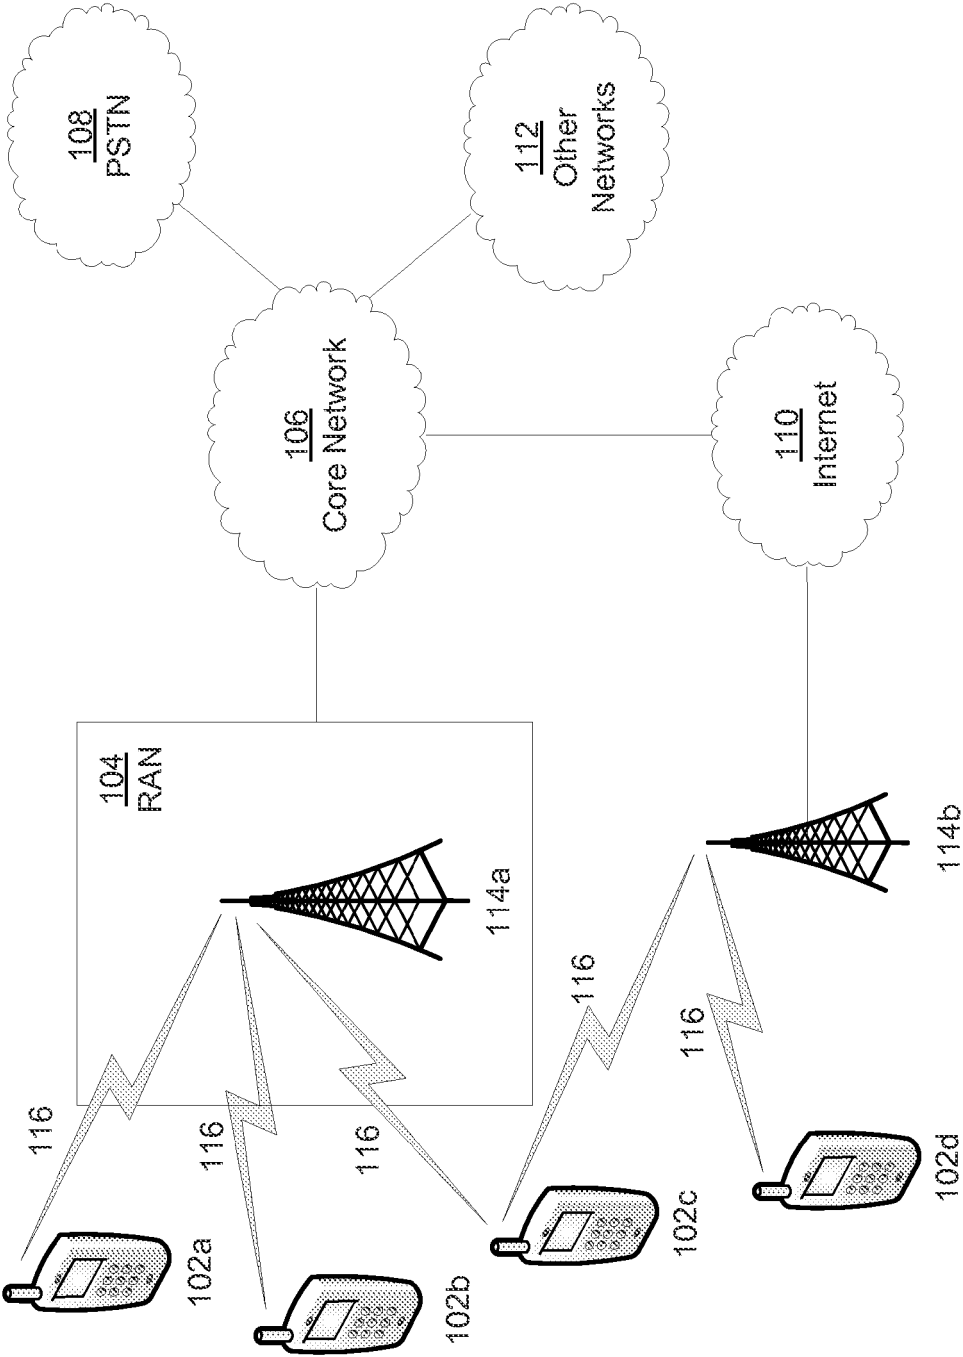 108
PSTN
112
Other
Networks
106
Core Network
110
Internet
104
RAN
114a
114b
116
116
116
116
116
102a
102b
102c
102d